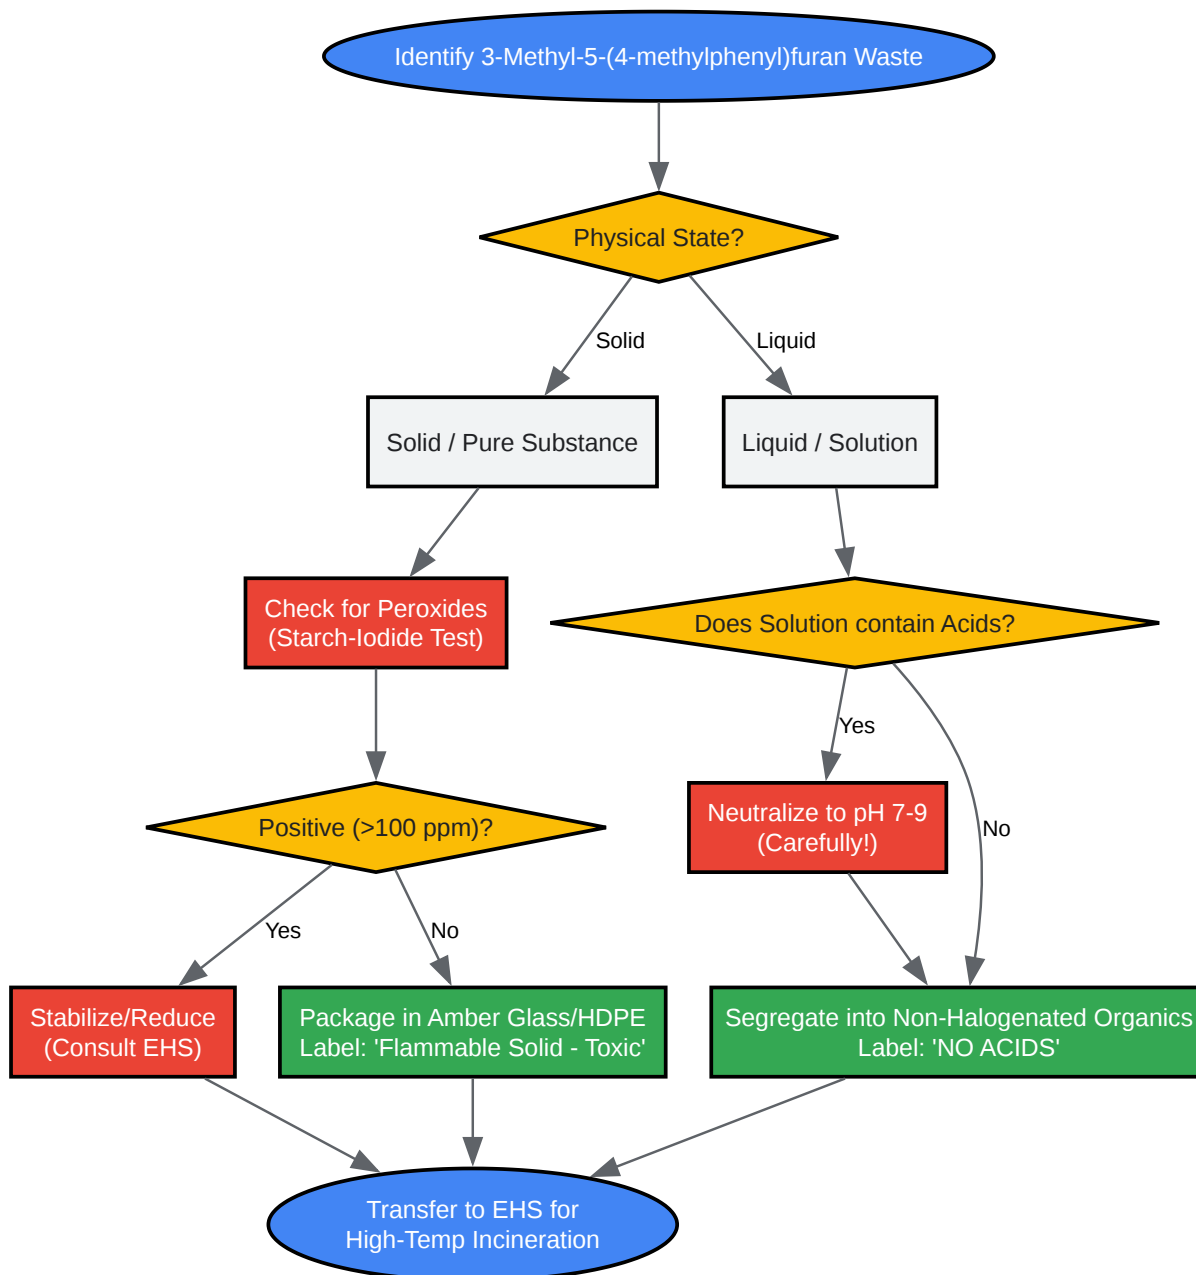 Identify 3-Methyl-5-(4-methylphenyl)furan Waste
Physical State?
Solid
Liquid
Solid / Pure Substance
Liquid / Solution
Check for Peroxides
(Starch-Iodide Test)
Does Solution contain Acids?
Yes
No
Positive (>100 ppm)?
Neutralize to pH 7-9
(Carefully!)
Yes
No
Stabilize/Reduce
(Consult EHS)
Package in Amber Glass/HDPE
Label: 'Flammable Solid - Toxic'
Segregate into Non-Halogenated Organics
Label: 'NO ACIDS'
Transfer to EHS for
High-Temp Incineration